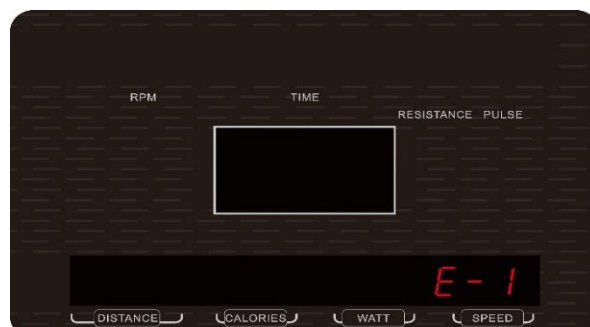 RPM TIME
RESISTANCE PULSE
E-1
DISTANCE CALORIES WATT SPEED